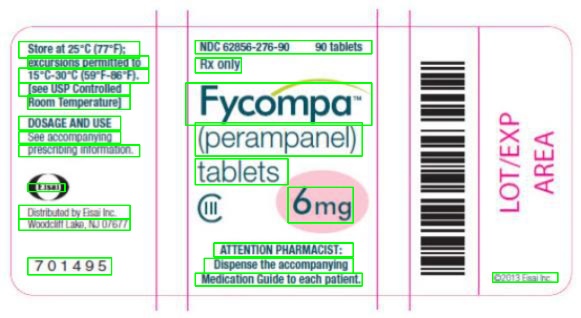 Store at 25°C (77°F);
excursions permitted to
15°C-30°C (59°F-86°F).
[see USP Controlled
Room Temperature]
DOSAGE AND USE
See accompanying
prescribing information.
Eisai
Distributed by Eisai Inc.
Woodcliff Lake, NJ 07677
701495
NDC 62856-276-90 90 tablets
Rx only
Fycompa™
(perampanel)
tablets
CIII
6 mg
ATTENTION PHARMACIST:
Dispense the accompanying
Medication Guide to each patient.
LOT/EXP
AREA
©2013 Eisai Inc.